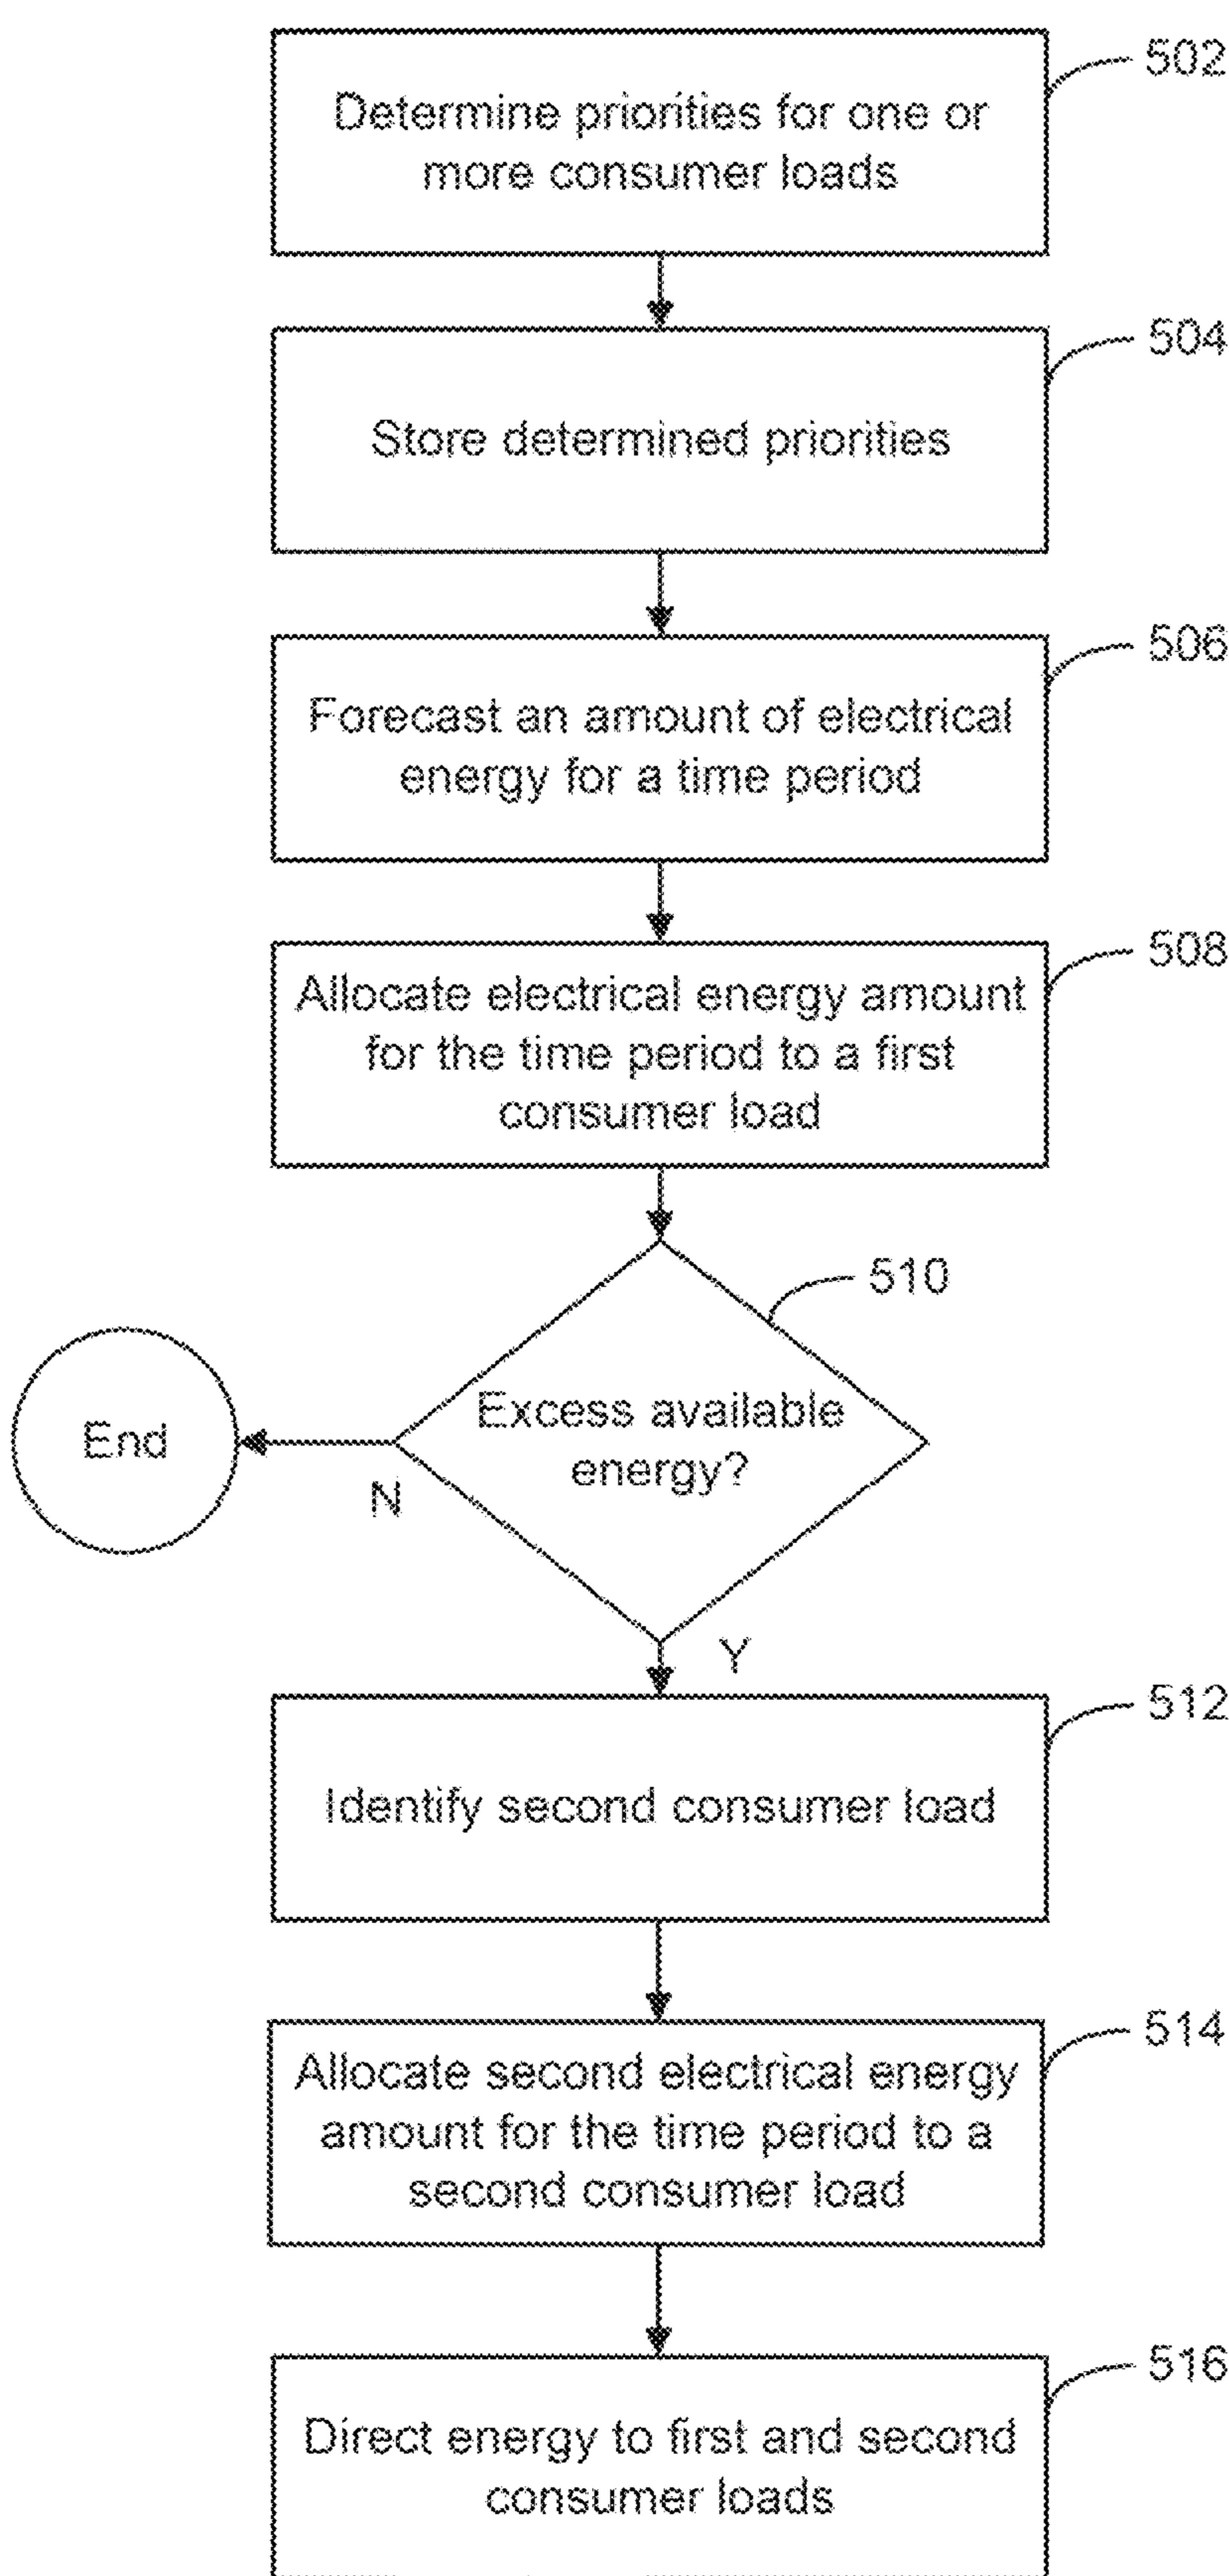 502
Determine priorities for one or
more consumer loads
504
Store determined priorities
506
Forecast an amount of electrical
energy for a time period
508
Allocate electrical energy amount
for the time period to a first
consumer load
510
Excess available
energy?
End
N
Y
512
Identify second consumer load
514
Allocate second electrical energy
amount for the time period to a
second consumer load
516
Direct energy to first and second
consumer loads